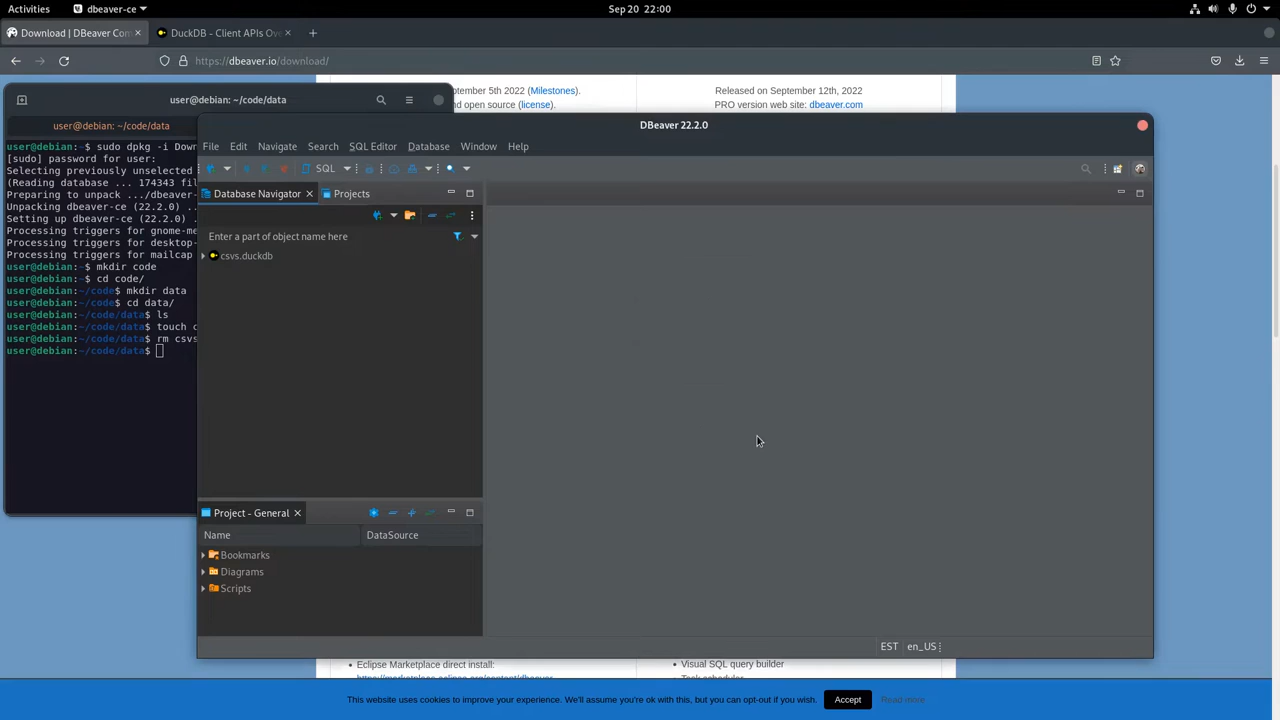 Activities
dbeaver-ce
Sep 20 22:00
Download | DBeaver Com
DuckDB - Client APIs Ov
https://dbeaver.io/download/
September 5th 2022 (Milestones).
and open source (license).
Released on September 12th, 2022
PRO version web site: dbeaver.com
user@debian: ~/code/data
user@debian: ~/code/data
user@debian:~$ sudo dpkg -i Down
[sudo] password for user:
Selecting previously unselected
(Reading database ... 174343 fil
Preparing to unpack .../dbeaver-
Unpacking dbeaver-ce (22.2.0) .
Setting up dbeaver-ce (22.2.0) .
Processing triggers for gnome-me
Processing triggers for desktop-
Processing triggers for mailcap
user@debian:~$ mkdir code
user@debian:~$ cd code/
user@debian:~/code$ mkdir data
user@debian:~/code$ cd data/
user@debian:~/code/data$ ls
user@debian:~/code/data$ touch c
user@debian:~/code/data$ rm csvs
user@debian:~/code/data$
DBeaver 22.2.0
File Edit Navigate Search SQL Editor Database Window Help
SQL
Database Navigator
Projects
Enter a part of object name here
csvs.duckdb
Project - General
Name
DataSource
Bookmarks
Diagrams
Scripts
EST
en_US
Eclipse Marketplace direct install:
Visual SQL query builder
This website uses cookies to improve your experience. We'll assume you're ok with this, but you can opt-out if you wish.
Accept
Read more